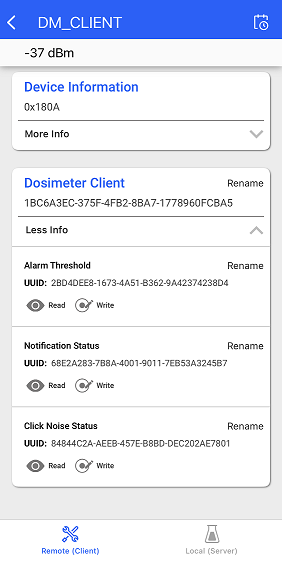 DM_CLIENT
-37 dBm
Device Information
0x180A
More Info
Dosimeter Client Rename
1BC6A3EC-375F-4FB2-8BA7-1778960FCBA5
Less Info
Alarm Threshold Rename
UUID: 2BD4DEE8-1673-4A51-B362-9A42374238D4
Read Write
Notification Status Rename
UUID: 68E2A283-7B8A-4001-9011-7EB53A3245B7
Read Write
Click Noise Status Rename
UUID: 84844C2A-AEEB-457E-B8BD-DEC202AE7801
Read Write
Remote (Client) Local (Server)